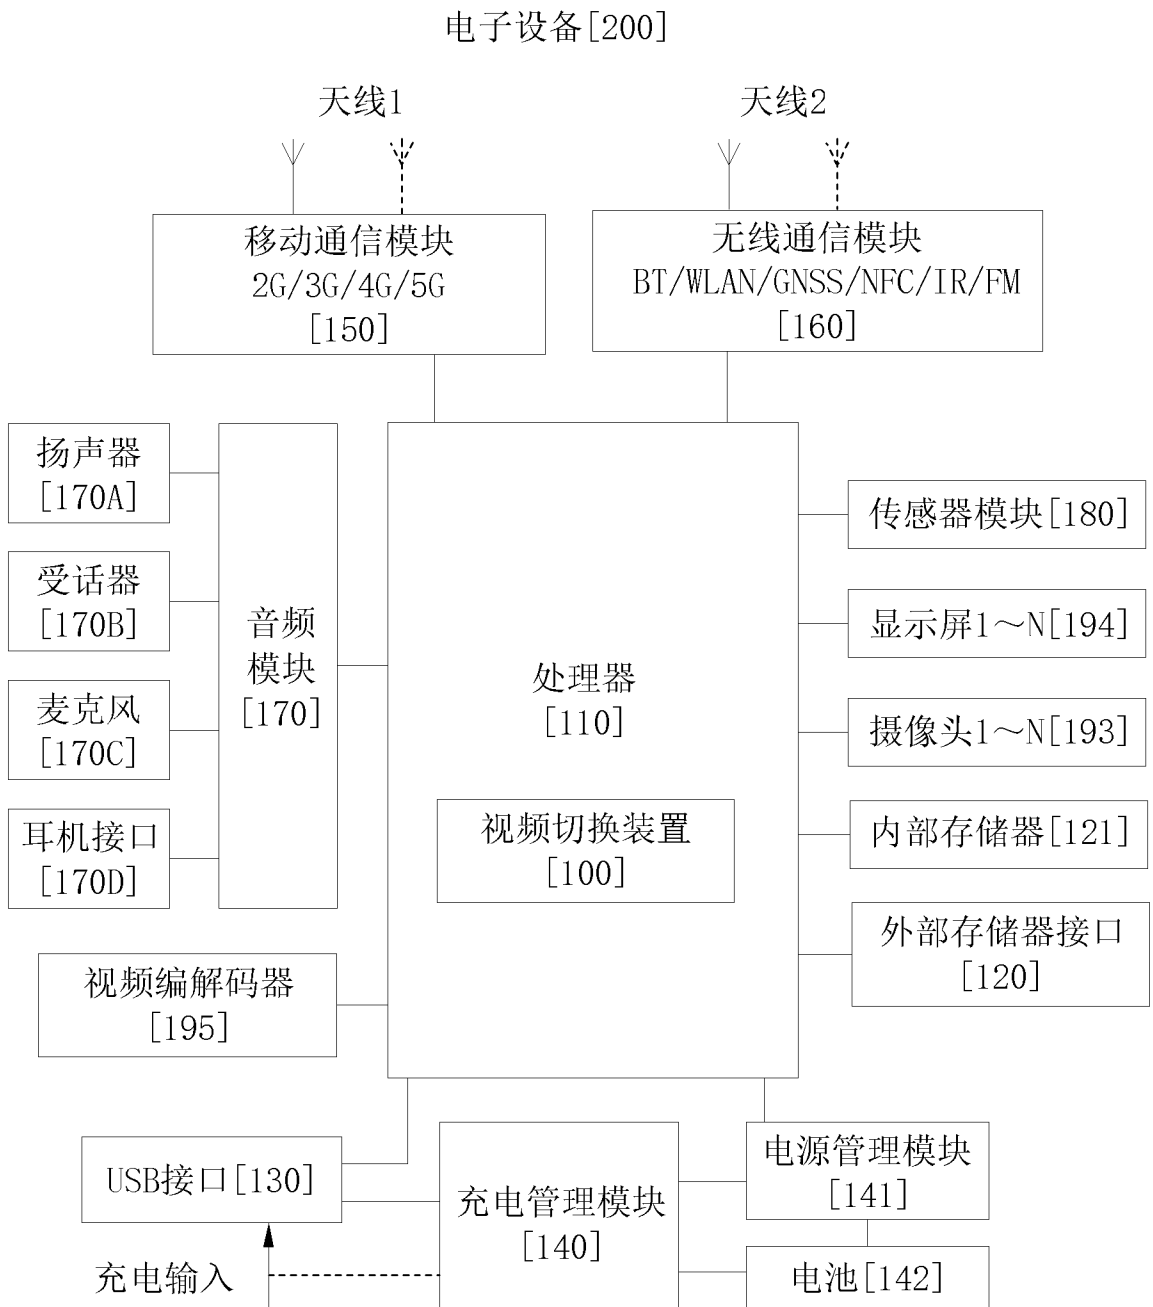 电子设备[200]
天线1
天线2
移动通信模块
2G/3G/4G/5G
[150]
无线通信模块
BT/WLAN/GNSS/NFC/IR/FM
[160]
扬声器
[170A]
受话器
[170B]
麦克风
[170C]
耳机接口
[170D]
音频
模块
[170]
处理器
[110]
视频切换装置
[100]
传感器模块[180]
显示屏1～N[194]
摄像头1～N[193]
内部存储器[121]
外部存储器接口
[120]
视频编解码器
[195]
USB接口[130]
充电管理模块
[140]
电源管理模块
[141]
充电输入
电池[142]